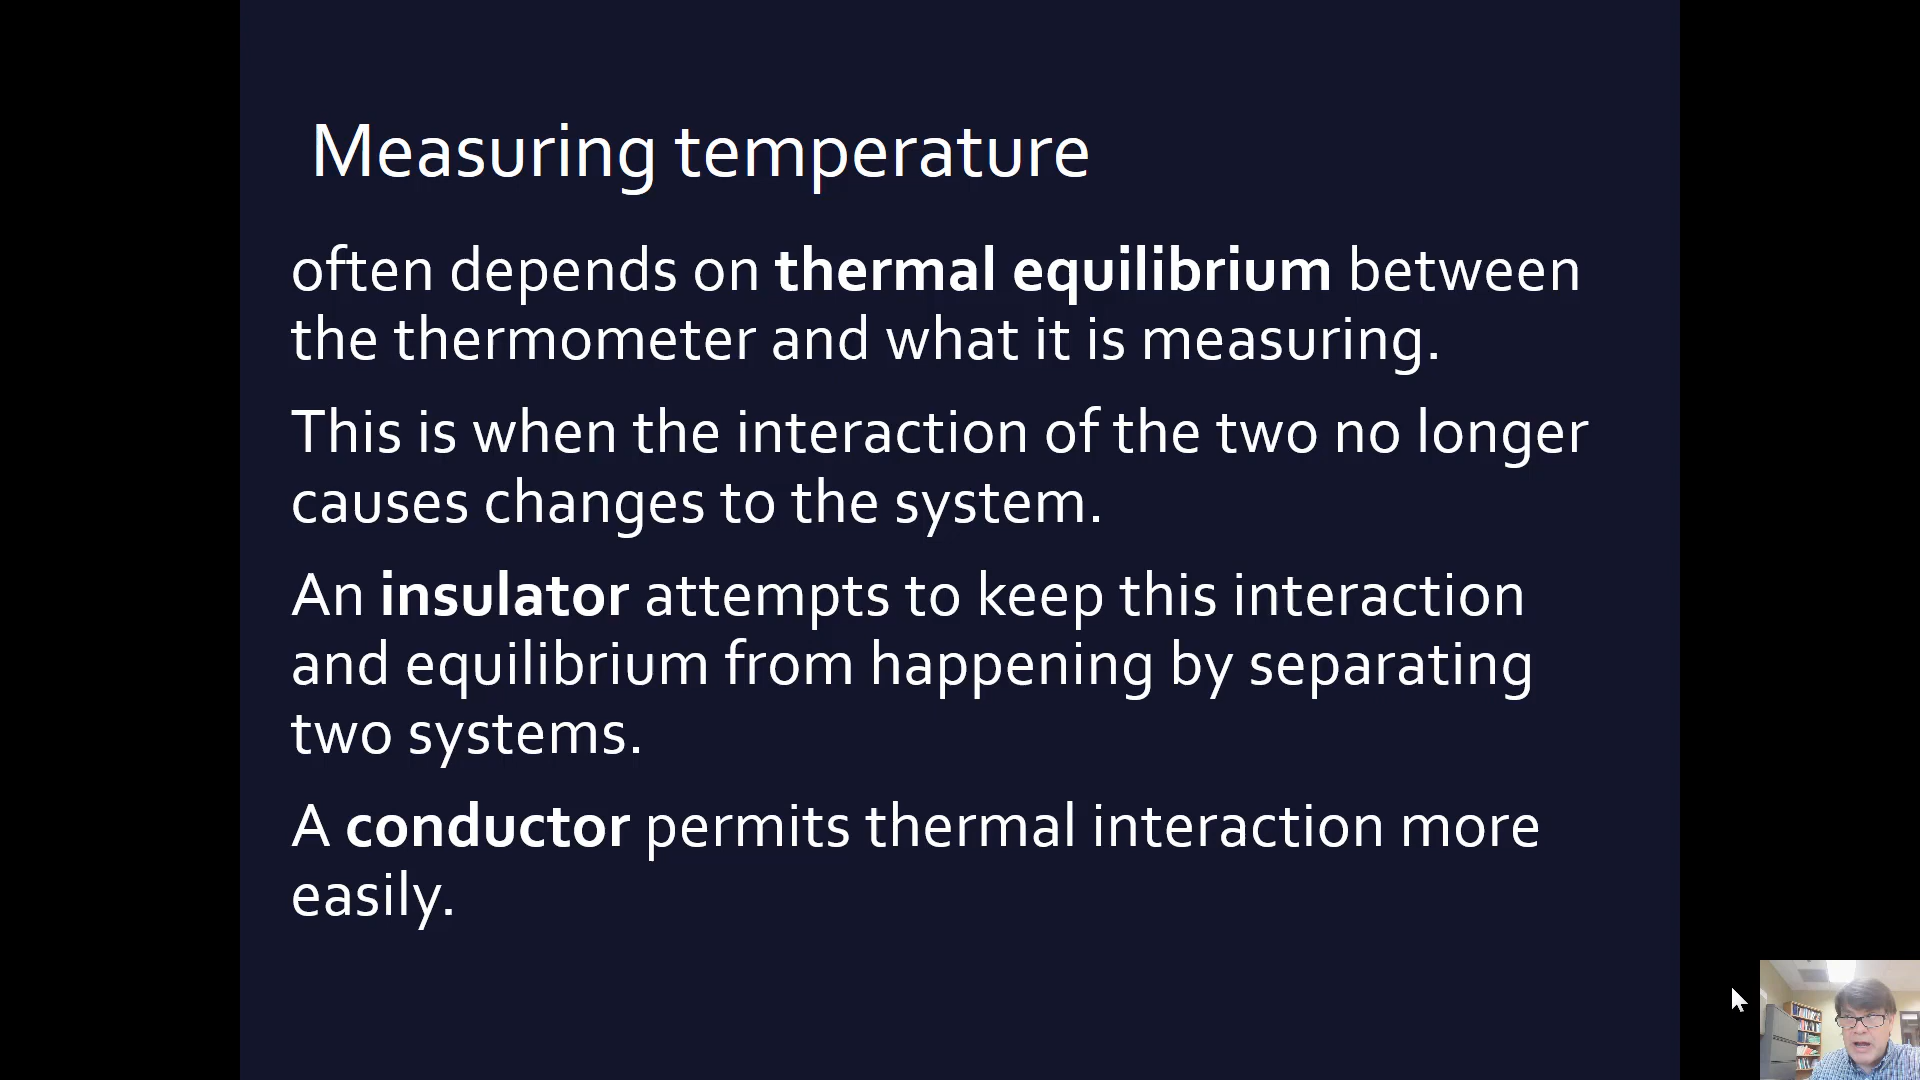 Measuring temperature
often depends on thermal equilibrium between
the thermometer and what it is measuring.
This is when the interaction of the two no longer
causes changes to the system.
An insulator attempts to keep this interaction
and equilibrium from happening by separating
two systems.
A conductor permits thermal interaction more
easily.